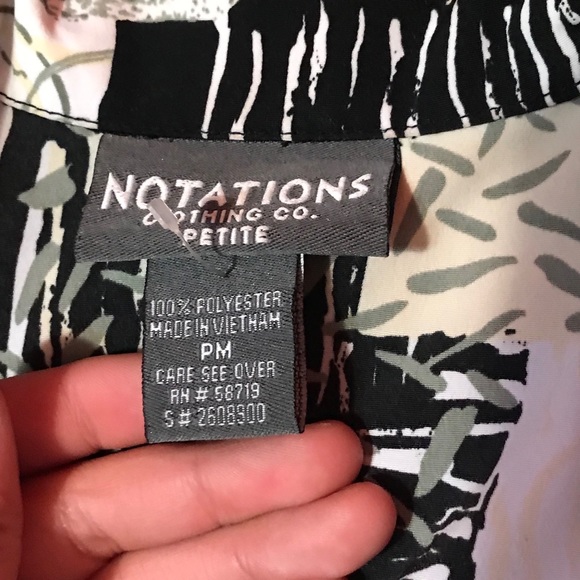 NOTATIONS
CLOTHING CO.
PETITE
100% POLYESTER
MADE IN VIETNAM
PM
CARE SEE OVER
RN # 58719
S # 2608900